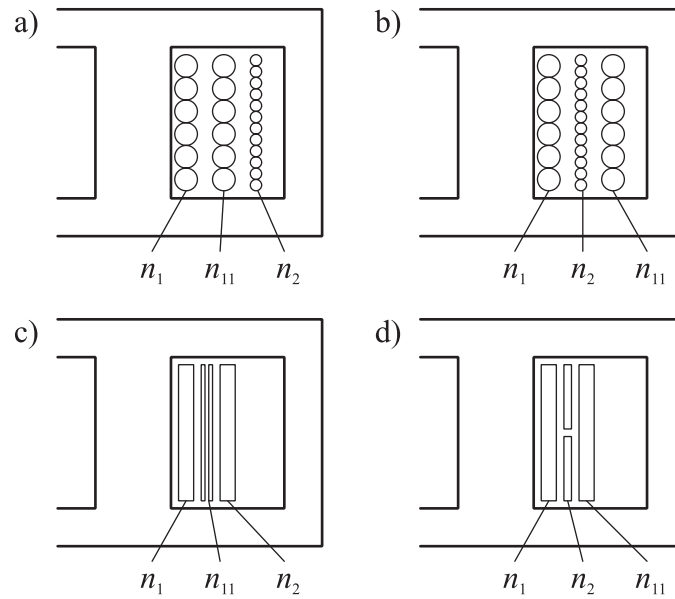 a)
b)
n₁ n₁₁ n₂
n₁ n₂ n₁₁
c)
d)
n₁ n₁₁ n₂
n₁ n₂ n₁₁